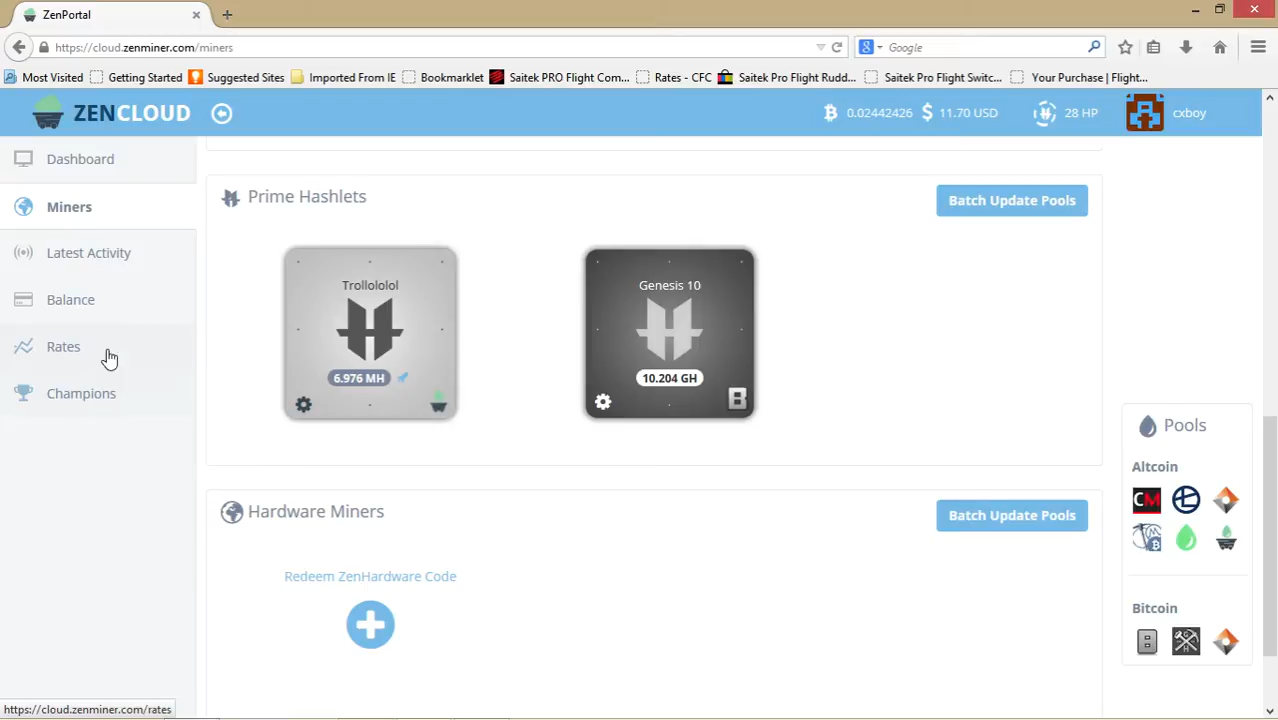 ZenPortal
https://cloud.zenminer.com/miners
Google
Most Visited
Getting Started
Suggested Sites
Imported From IE
Bookmarklet
Saitek PRO Flight Com...
Rates - CFC
Saitek Pro Flight Rudd...
Saitek Pro Flight Switc...
Your Purchase | Flight...
ZENCLOUD
0.02442426
$ 11.70 USD
28 HP
cxboy
Dashboard
Miners
Latest Activity
Balance
Rates
Champions
Prime Hashlets
Batch Update Pools
Trollololol
6.976 MH
Genesis 10
10.204 GH
B
Hardware Miners
Batch Update Pools
Redeem ZenHardware Code
Pools
Altcoin
CM
Bitcoin
B
https://cloud.zenminer.com/rates